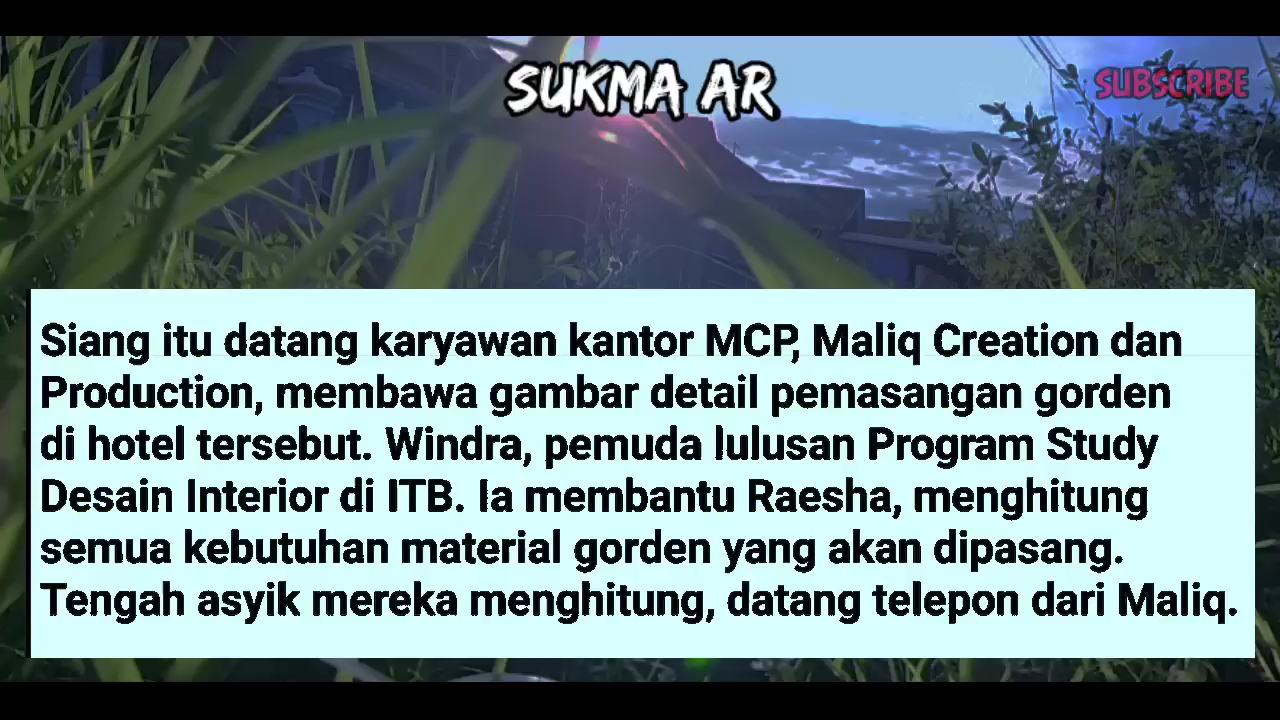 SUKMA AR
SUBSCRIBE
Siang itu datang karyawan kantor MCP, Maliq Creation dan
Production, membawa gambar detail pemasangan gorden
di hotel tersebut. Windra, pemuda lulusan Program Study
Desain Interior di ITB. Ia membantu Raesha, menghitung
semua kebutuhan material gorden yang akan dipasang.
Tengah asyik mereka menghitung, datang telepon dari Maliq.